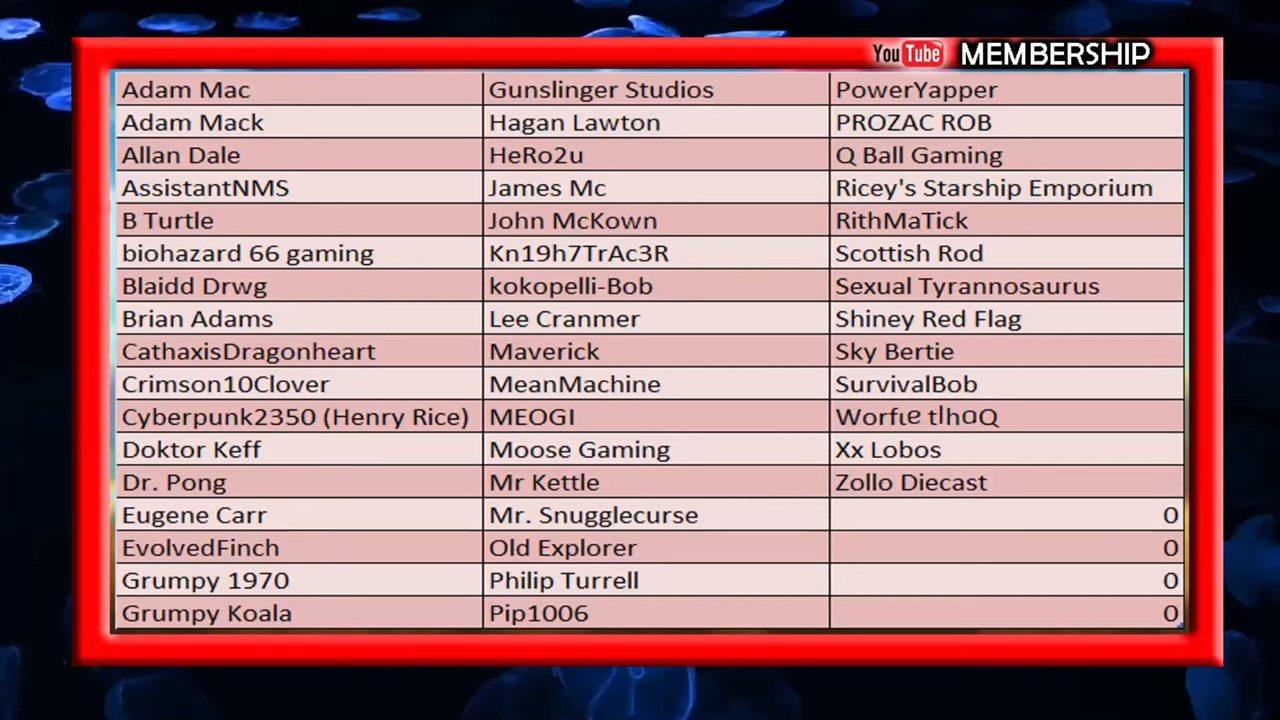 You Tube MEMBERSHIP
Adam Mac Gunslinger Studios PowerYapper
Adam Mack Hagan Lawton PROZAC ROB
Allan Dale HeRo2u Q Ball Gaming
AssistantNMS James Mc Ricey's Starship Emporium
B Turtle John McKown RithMaTick
biohazard 66 gaming Kn19h7TrAc3R Scottish Rod
Blaidd Drwg kokopelli-Bob Sexual Tyrannosaurus
Brian Adams Lee Cranmer Shiney Red Flag
CathaxisDragonheart Maverick Sky Bertie
Crimson10Clover MeanMachine SurvivalBob
Cyberpunk2350 (Henry Rice) MEOGI Worfιҽ tlhαQ
Doktor Keff Moose Gaming Xx Lobos
Dr. Pong Mr Kettle Zollo Diecast
Eugene Carr Mr. Snugglecurse 0
EvolvedFinch Old Explorer 0
Grumpy 1970 Philip Turrell 0
Grumpy Koala Pip1006 0